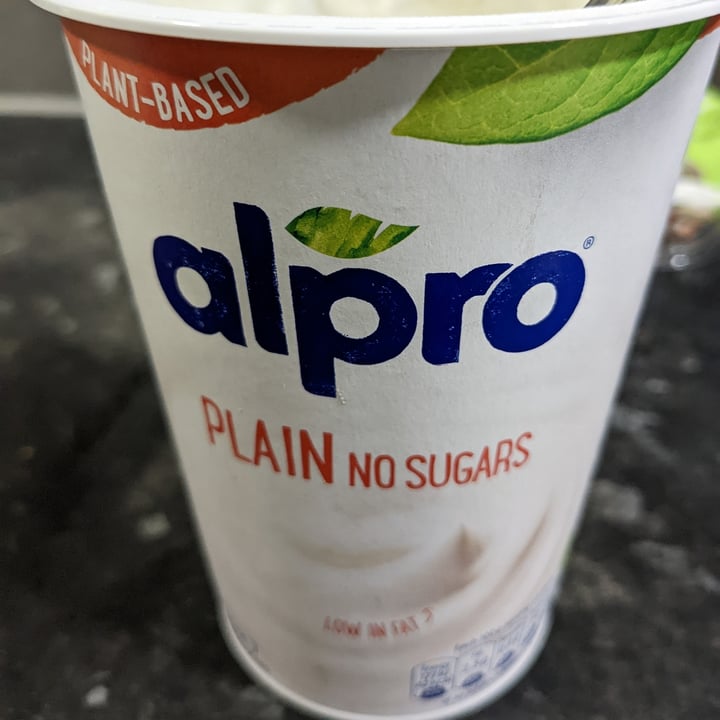 PLANT-BASED
alpro®
PLAIN NO SUGARS
LOW IN FAT